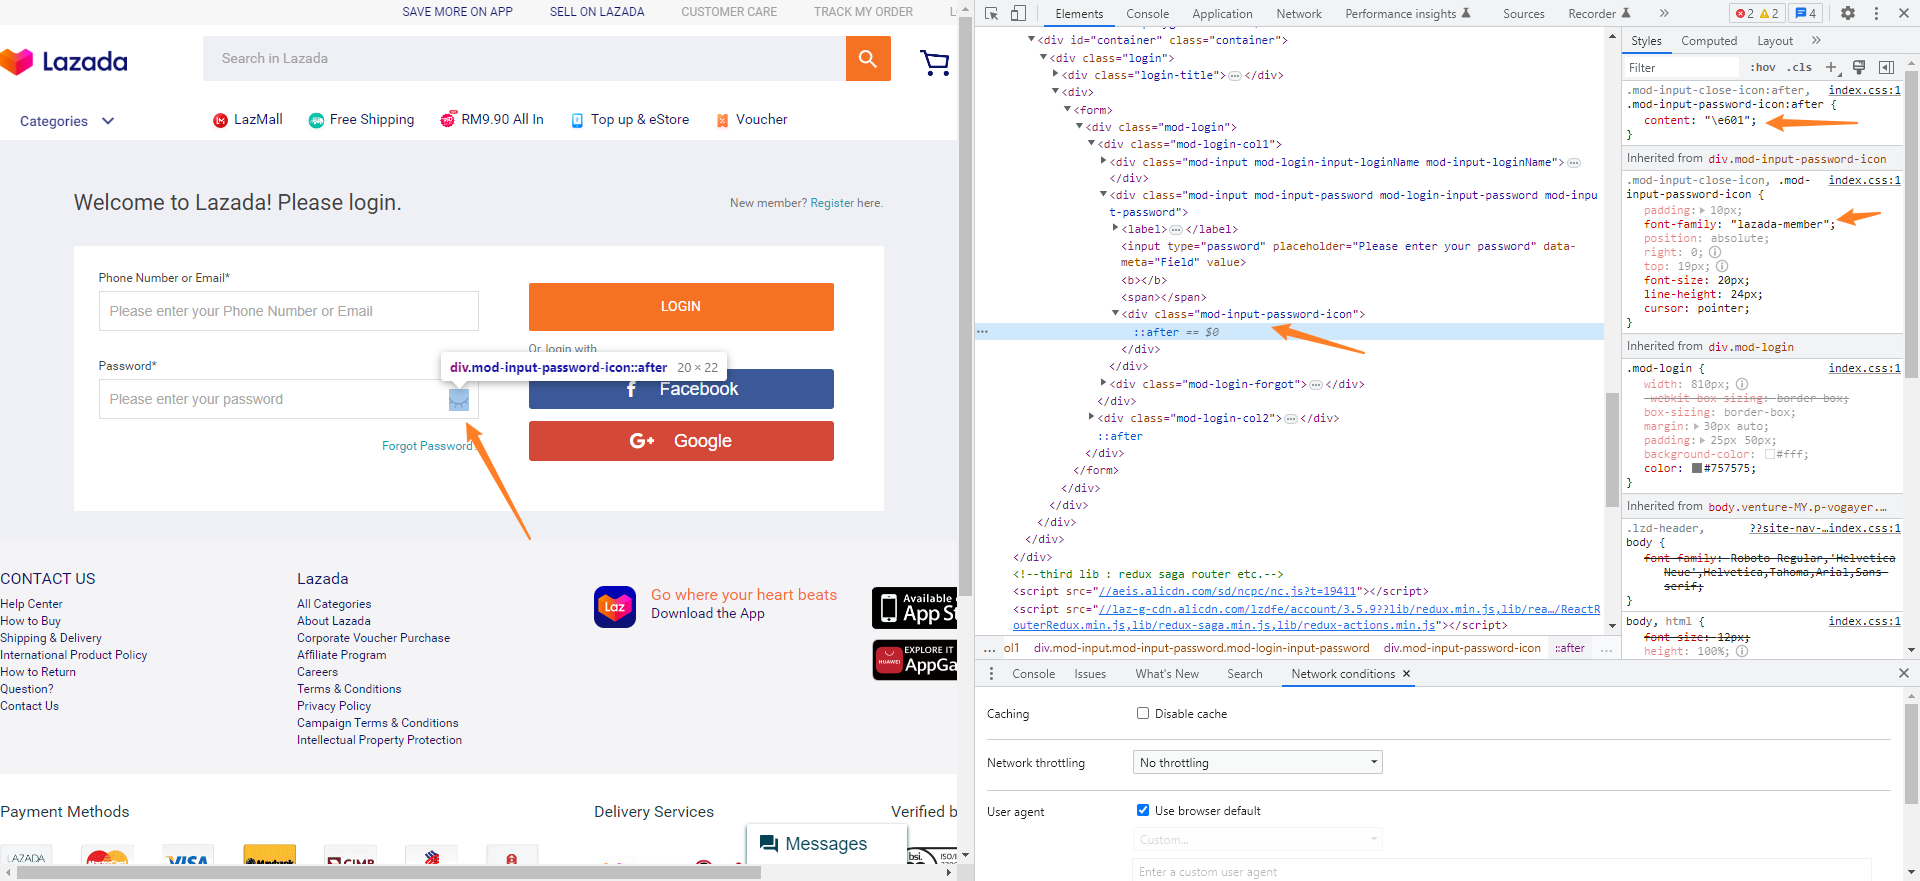 SAVE MORE ON APP
SELL ON LAZADA
CUSTOMER CARE
TRACK MY ORDER
Lazada
Search in Lazada
Categories
LazMall
Free Shipping
RM9.90 All In
Top up & eStore
Voucher
Welcome to Lazada! Please login.
New member? Register here.
Phone Number or Email*
Please enter your Phone Number or Email
LOGIN
Or, login with
Password*
div.mod-input-password-icon::after 20 × 22
Please enter your password
Facebook
Forgot Password?
G+ Google
CONTACT US
Help Center
How to Buy
Shipping & Delivery
International Product Policy
How to Return
Question?
Contact Us
Lazada
All Categories
About Lazada
Corporate Voucher Purchase
Affiliate Program
Careers
Terms & Conditions
Privacy Policy
Campaign Terms & Conditions
Intellectual Property Protection
Laz
Go where your heart beats
Download the App
Available
App St
HUAWEI
EXPLORE IT
AppGa
Payment Methods
Delivery Services
Verified b
Messages
LAZADA
VISA
Maybank
CIMB
bsi.
ISO/I
Elements
Console
Application
Network
Performance insights
Sources
Recorder
2
2
4
<div id="container" class="container">
<div class="login">
<div class="login-title">…</div>
<div>
<form>
<div class="mod-login">
<div class="mod-login-col1">
<div class="mod-input mod-login-input-loginName mod-input-loginName">…
</div>
<div class="mod-input mod-input-password mod-login-input-password mod-inpu
t-password">
<label>…</label>
<input type="password" placeholder="Please enter your password" data-
meta="Field" value>
<b></b>
<span></span>
<div class="mod-input-password-icon">
… ::after == $0
</div>
</div>
<div class="mod-login-forgot">…</div>
</div>
<div class="mod-login-col2">…</div>
::after
</div>
</form>
</div>
</div>
</div>
</div>
</div>
<!--third lib : redux saga router etc.-->
<script src="//aeis.alicdn.com/sd/ncpc/nc.js?t=19411"></script>
<script src="//laz-g-cdn.alicdn.com/lzdfe/account/3.5.9??lib/redux.min.js,lib/rea…/ReactR
outerRedux.min.js,lib/redux-saga.min.js,lib/redux-actions.min.js"></script>
… ol1 div.mod-input.mod-input-password.mod-login-input-password div.mod-input-password-icon ::after …
Styles
Computed
Layout
Filter
:hov .cls +
.mod-input-close-icon:after, index.css:1
.mod-input-password-icon:after {
content: "\e601";
}
Inherited from div.mod-input-password-icon
.mod-input-close-icon, .mod- index.css:1
input-password-icon {
padding: 10px;
font-family: "lazada-member";
position: absolute;
right: 0;
top: 19px;
font-size: 20px;
line-height: 24px;
cursor: pointer;
}
Inherited from div.mod-login
.mod-login { index.css:1
width: 810px;
-webkit-box-sizing: border-box;
box-sizing: border-box;
margin: 30px auto;
padding: 25px 50px;
background-color: #fff;
color: #757575;
}
Inherited from body.venture-MY.p-vogayer.…
.lzd-header, ??site-nav-…index.css:1
body {
font-family: Roboto-Regular,'Helvetica
Neue',Helvetica,Tahoma,Arial,Sans-
serif;
}
body, html { index.css:1
font-size: 12px;
height: 100%;
Console
Issues
What's New
Search
Network conditions
Caching
Disable cache
Network throttling
No throttling
User agent
Use browser default
Custom...
Enter a custom user agent